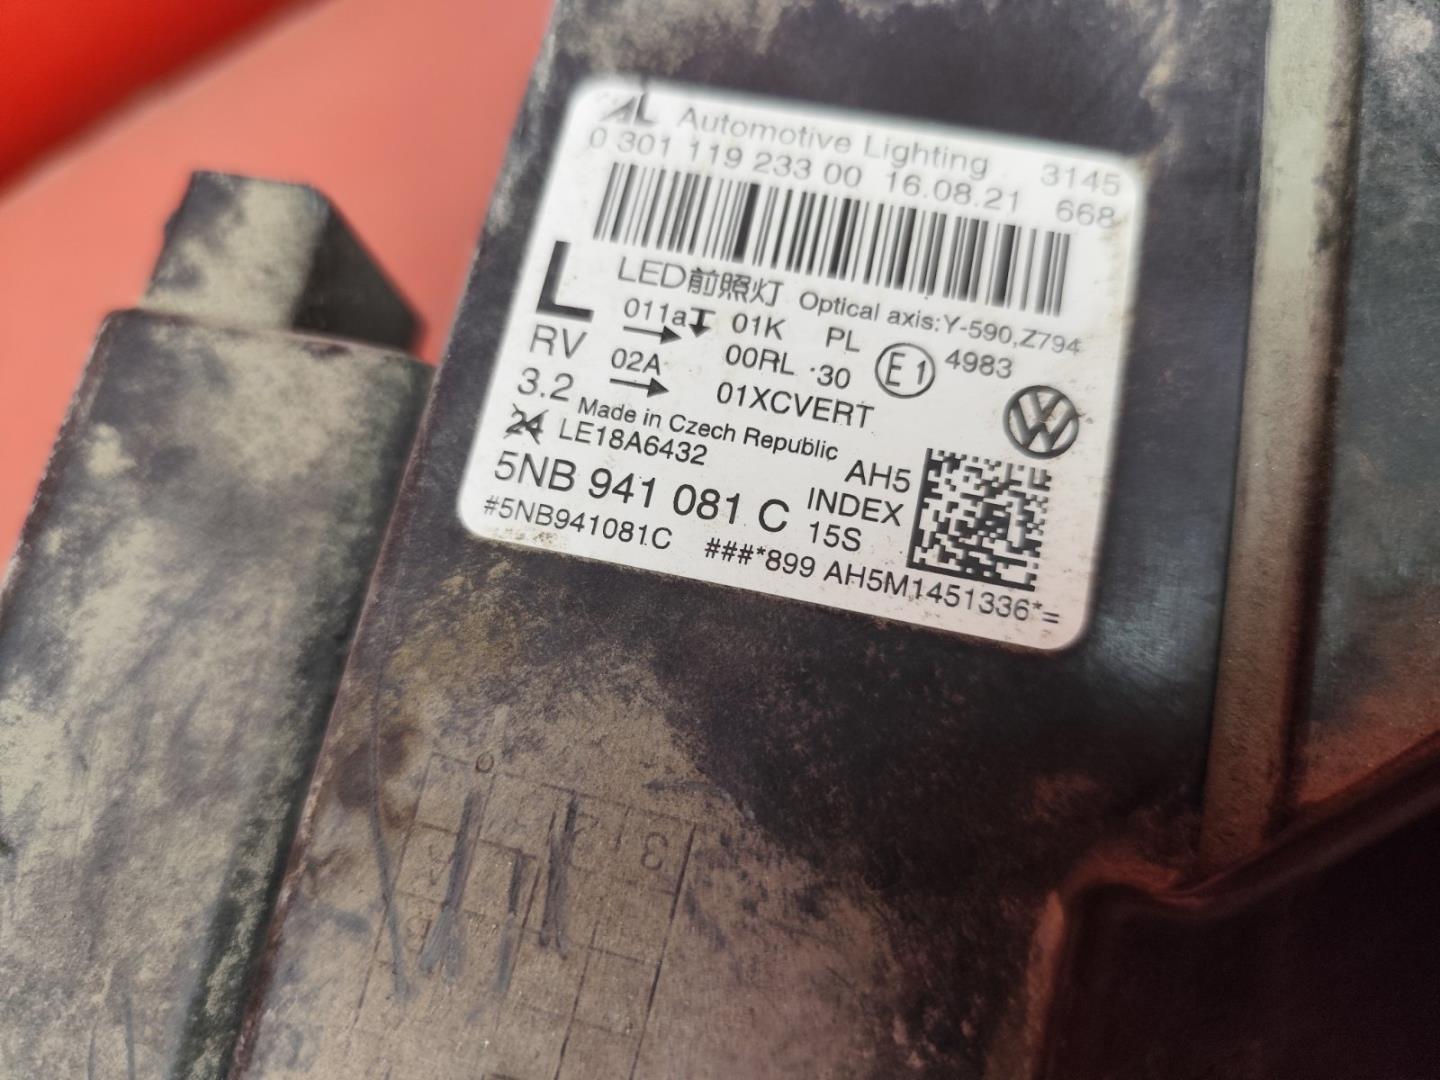 AL Automotive Lighting 3145
0 301 119 233 00 16.08.21 668
L LED前照灯 Optical axis:Y-590,Z794
011a 01K PL
RV 02A 00RL -30 E1 4983
3.2 01XCVERT
24 Made in Czech Republic
LE18A6432 AH5
5NB 941 081 C INDEX
#5NB941081C 15S
###*899 AH5M1451336*=